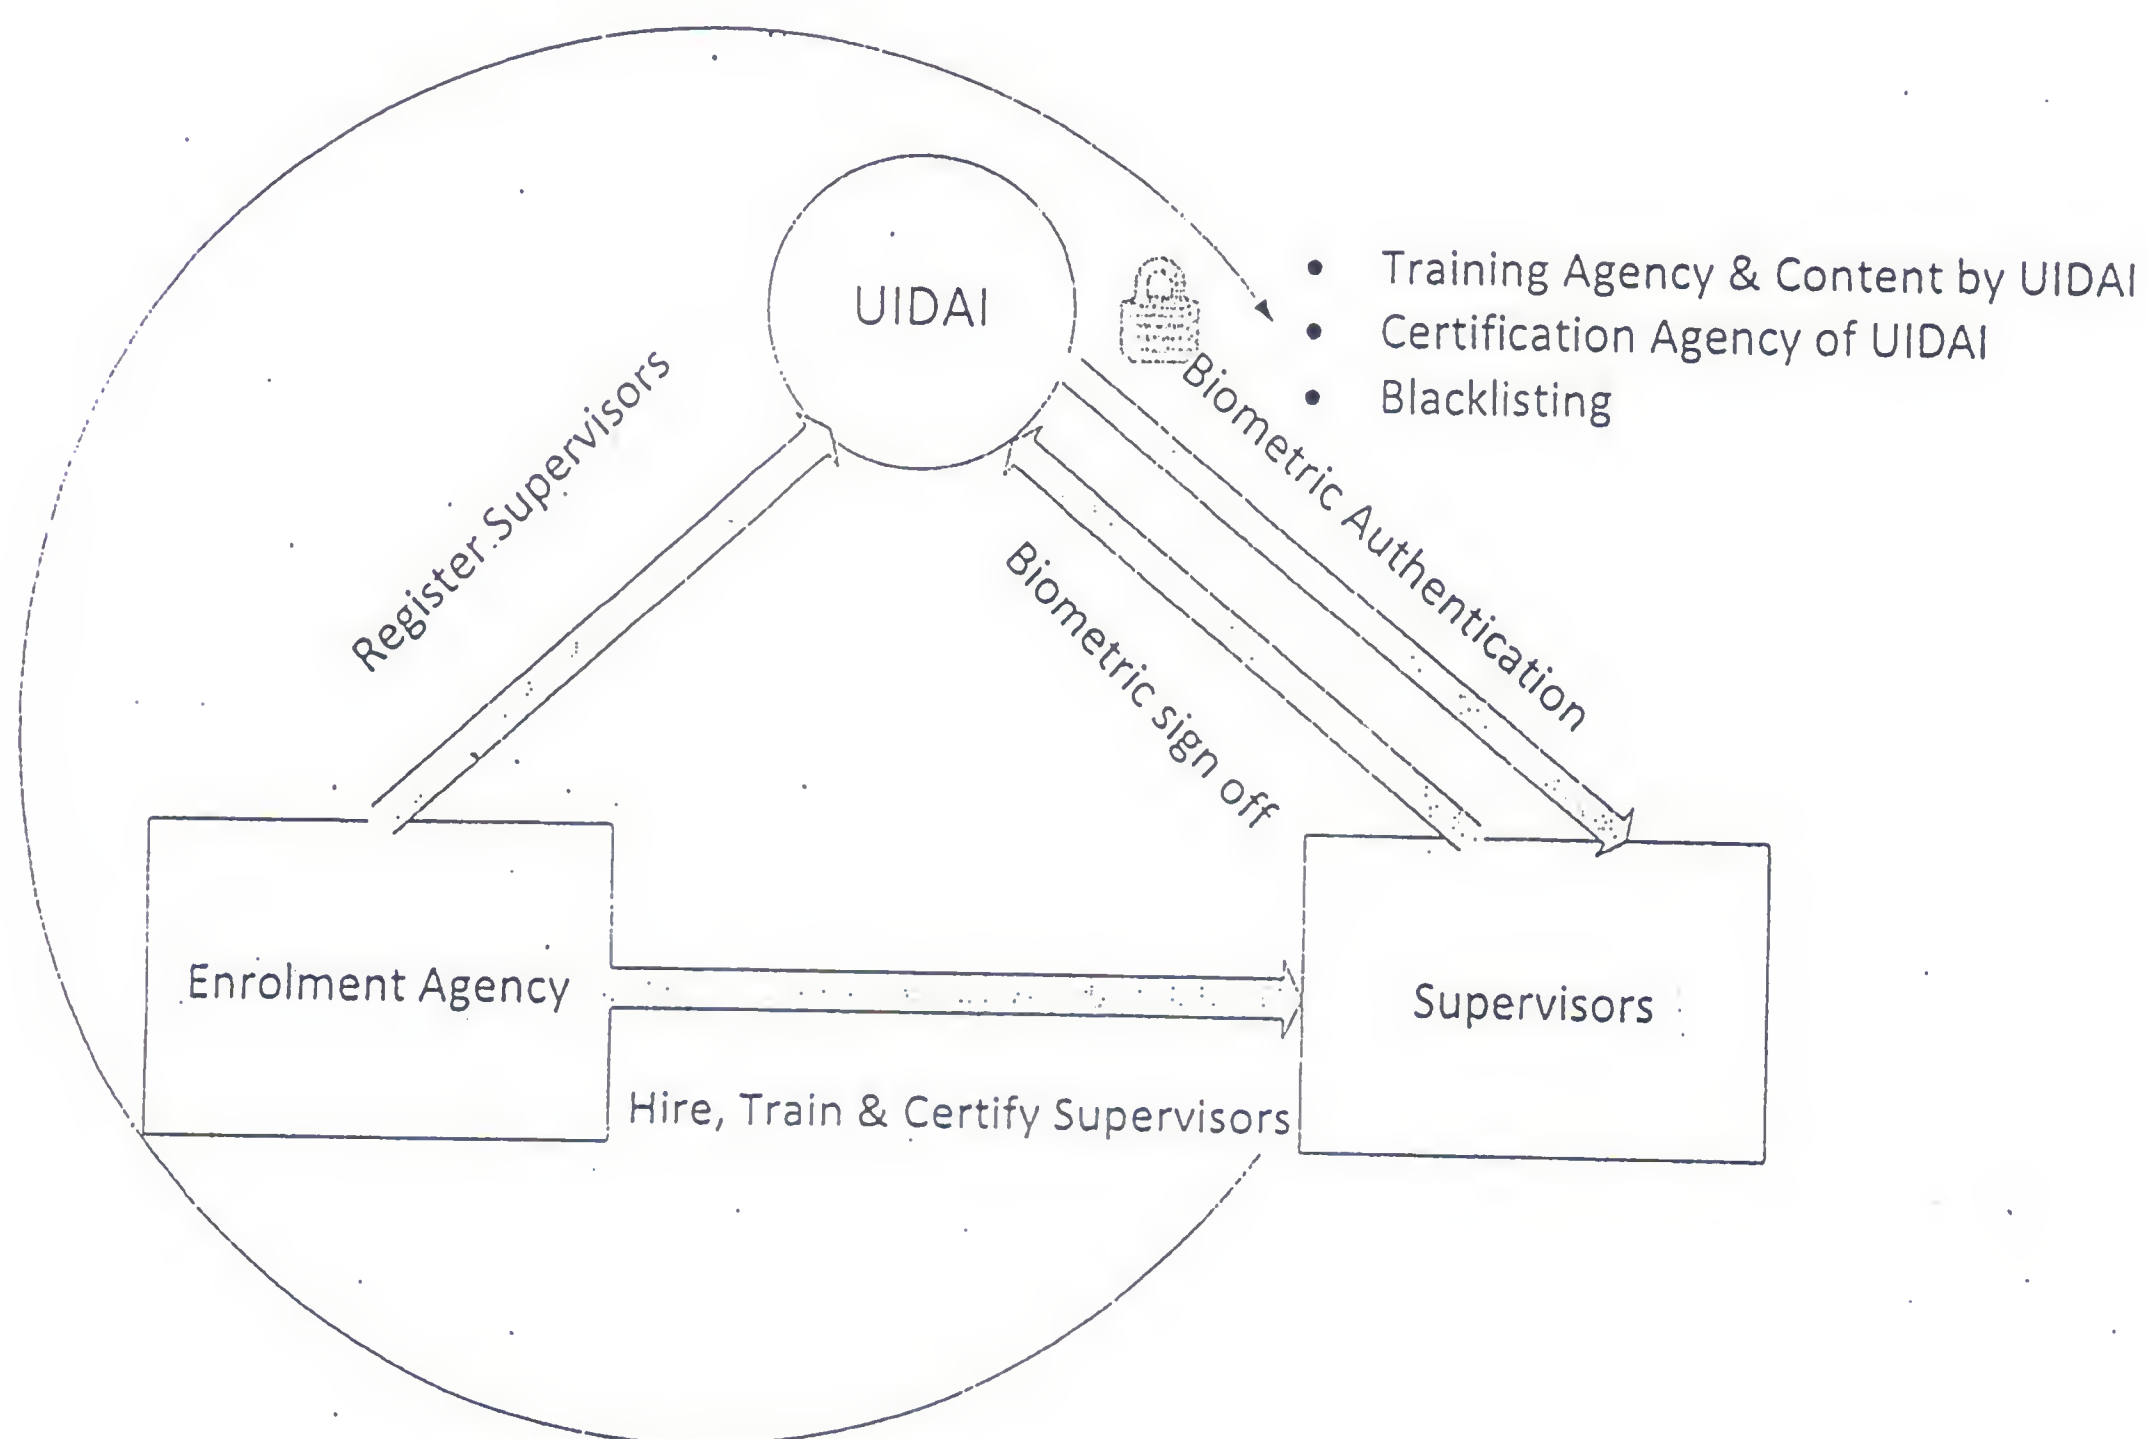 UIDAI
• Training Agency & Content by UIDAI
• Certification Agency of UIDAI
• Blacklisting
Register Supervisors
Biometric Authentication
Biometric sign off
Enrolment Agency
Supervisors
Hire, Train & Certify Supervisors